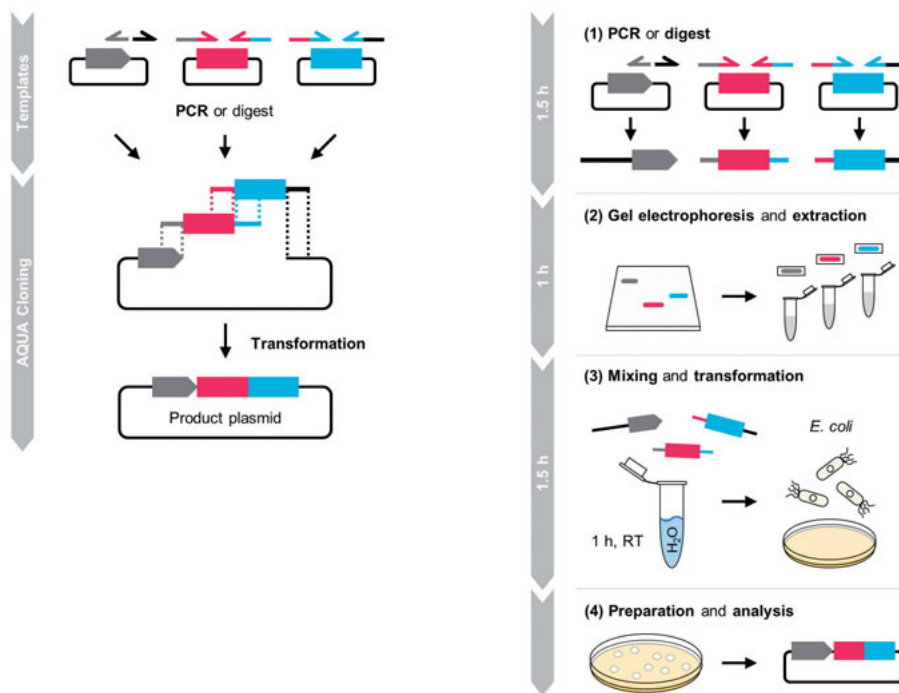 Templates
PCR or digest
AQUA Cloning
Transformation
Product plasmid
1.5 h
(1) PCR or digest
1 h
(2) Gel electrophoresis and extraction
1.5 h
(3) Mixing and transformation
E. coli
H₂O
1 h, RT
(4) Preparation and analysis